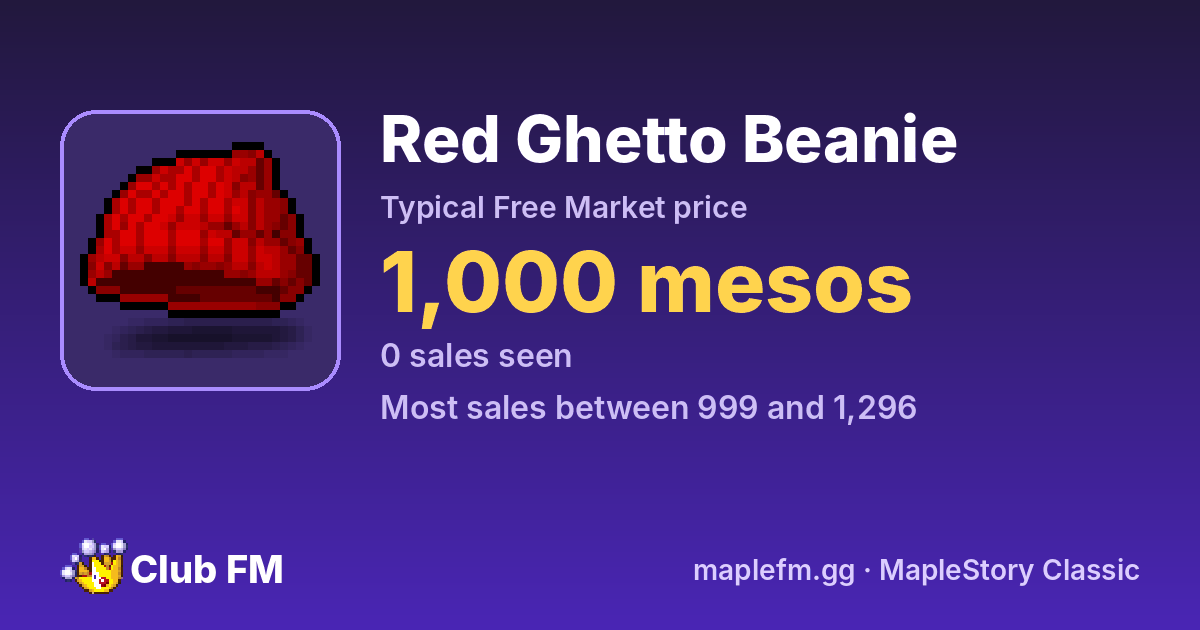 Red Ghetto Beanie
Typical Free Market price
1,000 mesos
0 sales seen
Most sales between 999 and 1,296
Club FM
maplefm.gg · MapleStory Classic